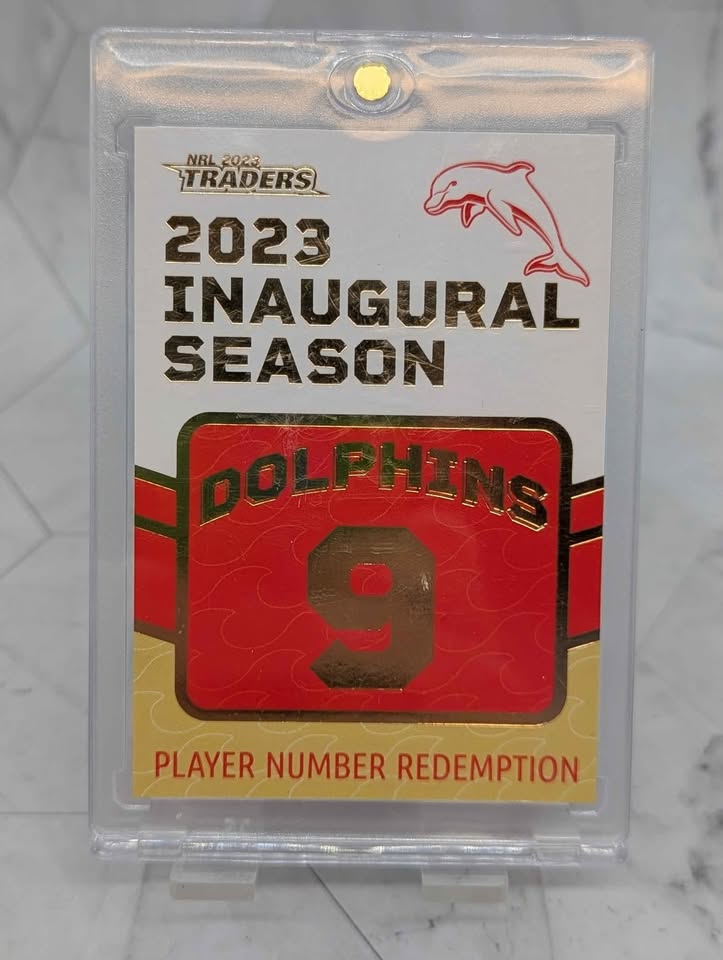 NRL 2023
TRADERS
2023
INAUGURAL
SEASON
DOLPHINS
9
PLAYER NUMBER REDEMPTION